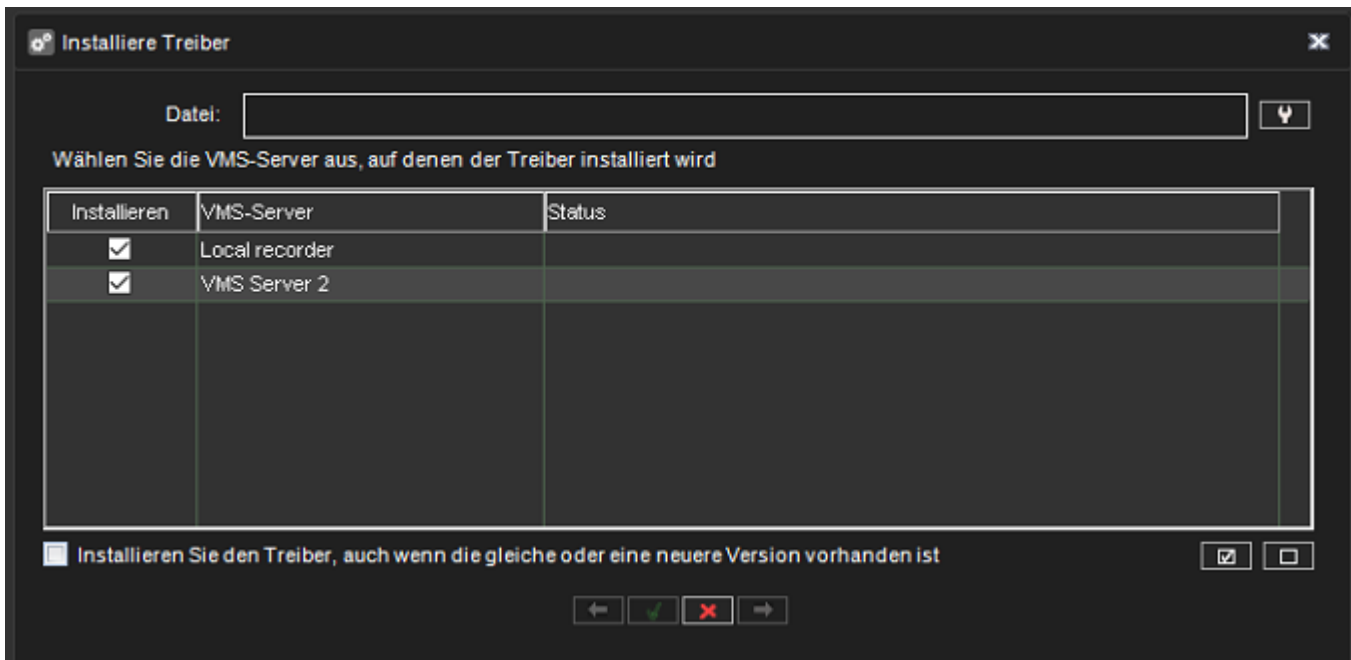 Installiere Treiber
Datei:
Wählen Sie die VMS-Server aus, auf denen der Treiber installiert wird
Installieren VMS-Server Status
Local recorder
VMS Server 2
Installieren Sie den Treiber, auch wenn die gleiche oder eine neuere Version vorhanden ist